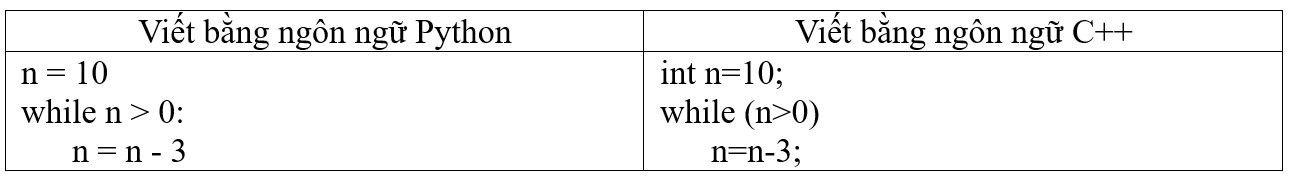 Viết bằng ngôn ngữ Python
Viết bằng ngôn ngữ C++
n = 10
while n > 0:
n = n - 3
int n=10;
while (n>0)
n=n-3;